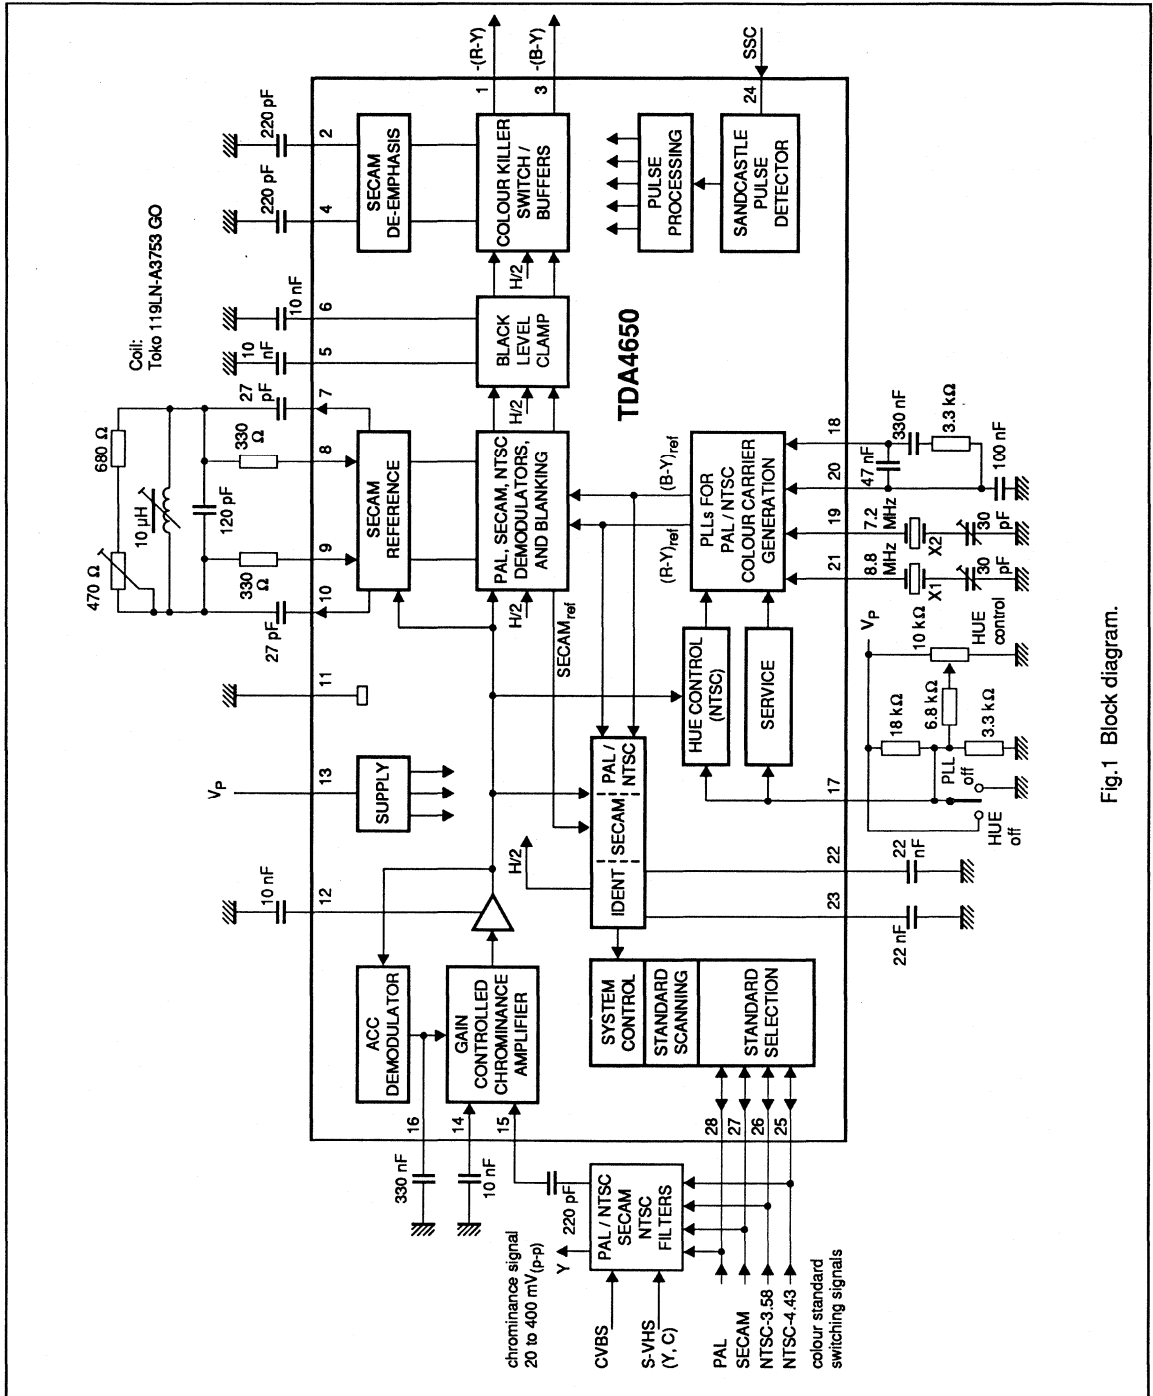 -(R-Y)
-(B-Y)
SSC
1
3
24
220 pF
2
220 pF
4
SECAM
DE-EMPHASIS
COLOUR KILLER
SWITCH /
BUFFERS
H/2
PULSE
PROCESSING
SANDCASTLE
PULSE
DETECTOR
10 nF
6
10
nF
5
BLACK
LEVEL
CLAMP
H/2
TDA4650
Coil:
Toko 119LN-A3753 GO
680 Ω
10 µH
470 Ω
120 pF
27
pF
7
330
Ω
8
330
Ω
9
27 pF
10
SECAM
REFERENCE
PAL, SECAM, NTSC
DEMODULATORS,
AND BLANKING
H/2
SECAMref
(B-Y)ref
(R-Y)ref
PLLs FOR
PAL / NTSC
COLOUR CARRIER
GENERATION
18
20
19
21
47 nF
330 nF
3.3 kΩ
100 nF
7.2
MHz
X2
30
pF
8.8
MHz
X1
30
pF
11
13
VP
SUPPLY
12
10 nF
HUE CONTROL
(NTSC)
SERVICE
17
VP
10 kΩ
HUE
control
18 kΩ
6.8 kΩ
3.3 kΩ
PLL
off
HUE
off
PAL /
NTSC
SECAM
IDENT
H/2
22
22
nF
23
22 nF
ACC
DEMODULATOR
GAIN
CONTROLLED
CHROMINANCE
AMPLIFIER
SYSTEM
CONTROL
STANDARD
SCANNING
STANDARD
SELECTION
16
14
15
28
27
26
25
330 nF
10 nF
220 pF
chrominance signal
20 to 400 mV(p-p)
Y
PAL / NTSC
SECAM
NTSC
FILTERS
CVBS
S-VHS
(Y, C)
PAL
SECAM
NTSC-3.58
NTSC-4.43
colour standard
switching signals
Fig.1 Block diagram.